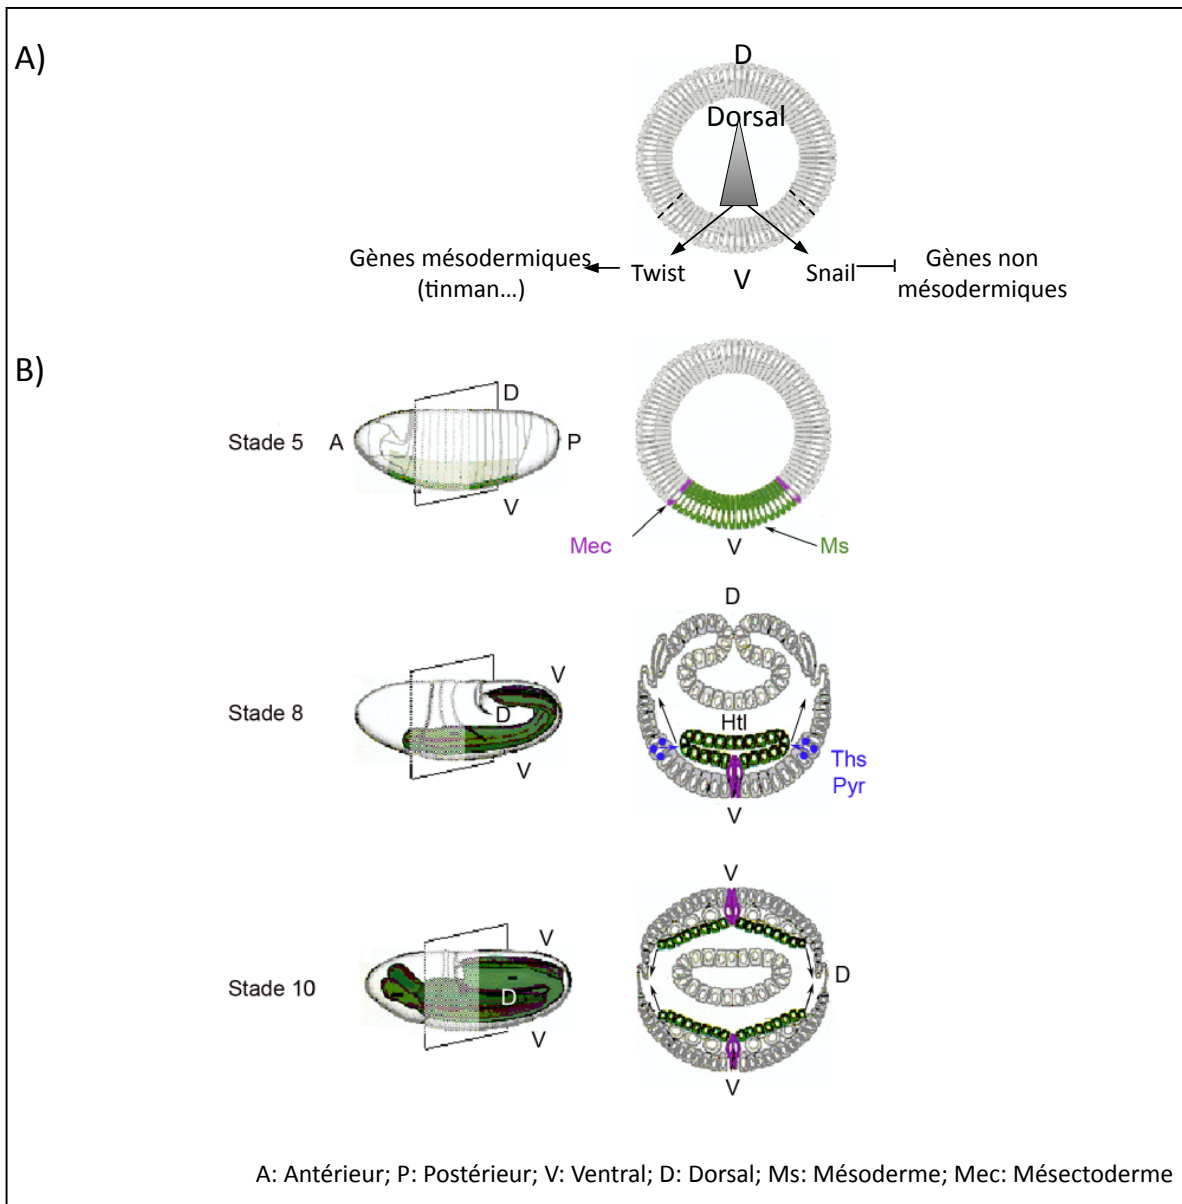 A)
D
Dorsal
Gènes mésodermiques
(tinman...)
Twist
V
Snail
Gènes non
mésodermiques
B)
Stade 5
A
D
P
V
Mec
V
Ms
D
Stade 8
V
D
V
Htl
Ths
Pyr
V
V
Stade 10
V
D
V
D
V
A: Antérieur; P: Postérieur; V: Ventral; D: Dorsal; Ms: Mésoderme; Mec: Mésectoderme